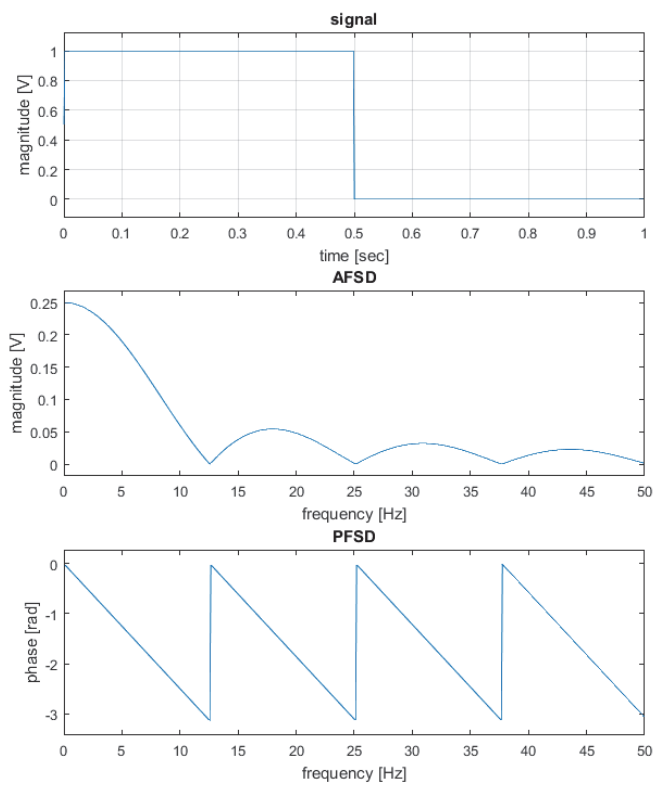 signal
magnitude [V]
1
0.8
0.6
0.4
0.2
0
0 0.1 0.2 0.3 0.4 0.5 0.6 0.7 0.8 0.9 1
time [sec]
AFSD
magnitude [V]
0.25
0.2
0.15
0.1
0.05
0
0 5 10 15 20 25 30 35 40 45 50
frequency [Hz]
PFSD
phase [rad]
0
-1
-2
-3
0 5 10 15 20 25 30 35 40 45 50
frequency [Hz]